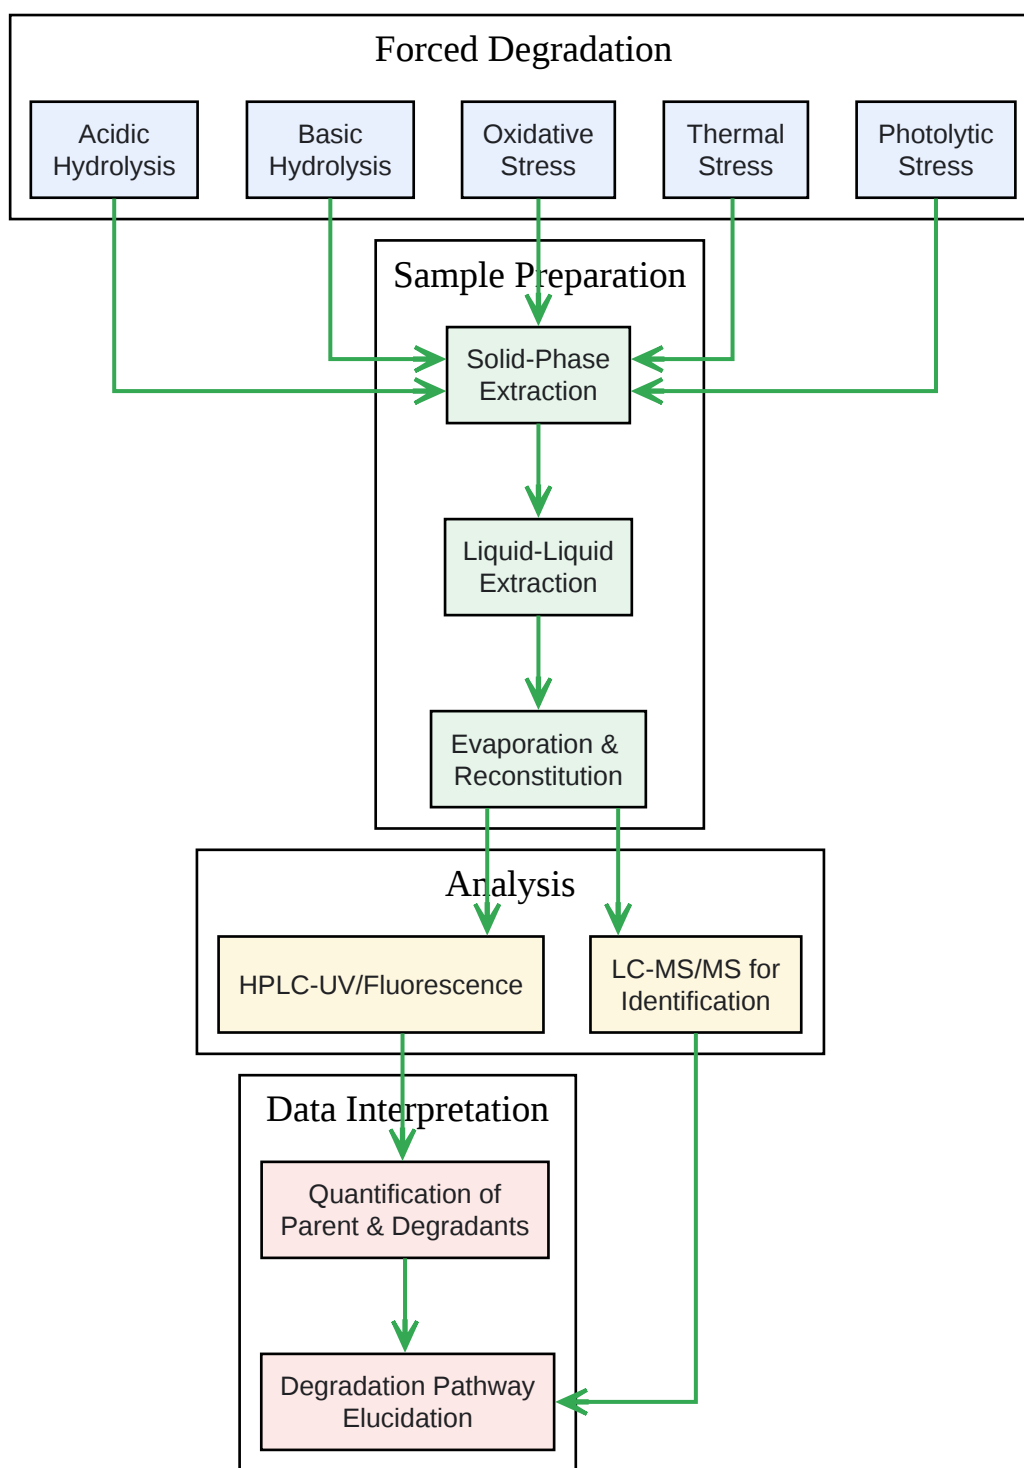 Forced Degradation
Acidic
Hydrolysis
Basic
Hydrolysis
Oxidative
Stress
Thermal
Stress
Photolytic
Stress
Sample Preparation
Solid-Phase
Extraction
Liquid-Liquid
Extraction
Evaporation &
Reconstitution
Analysis
HPLC-UV/Fluorescence
LC-MS/MS for
Identification
Data Interpretation
Quantification of
Parent & Degradants
Degradation Pathway
Elucidation